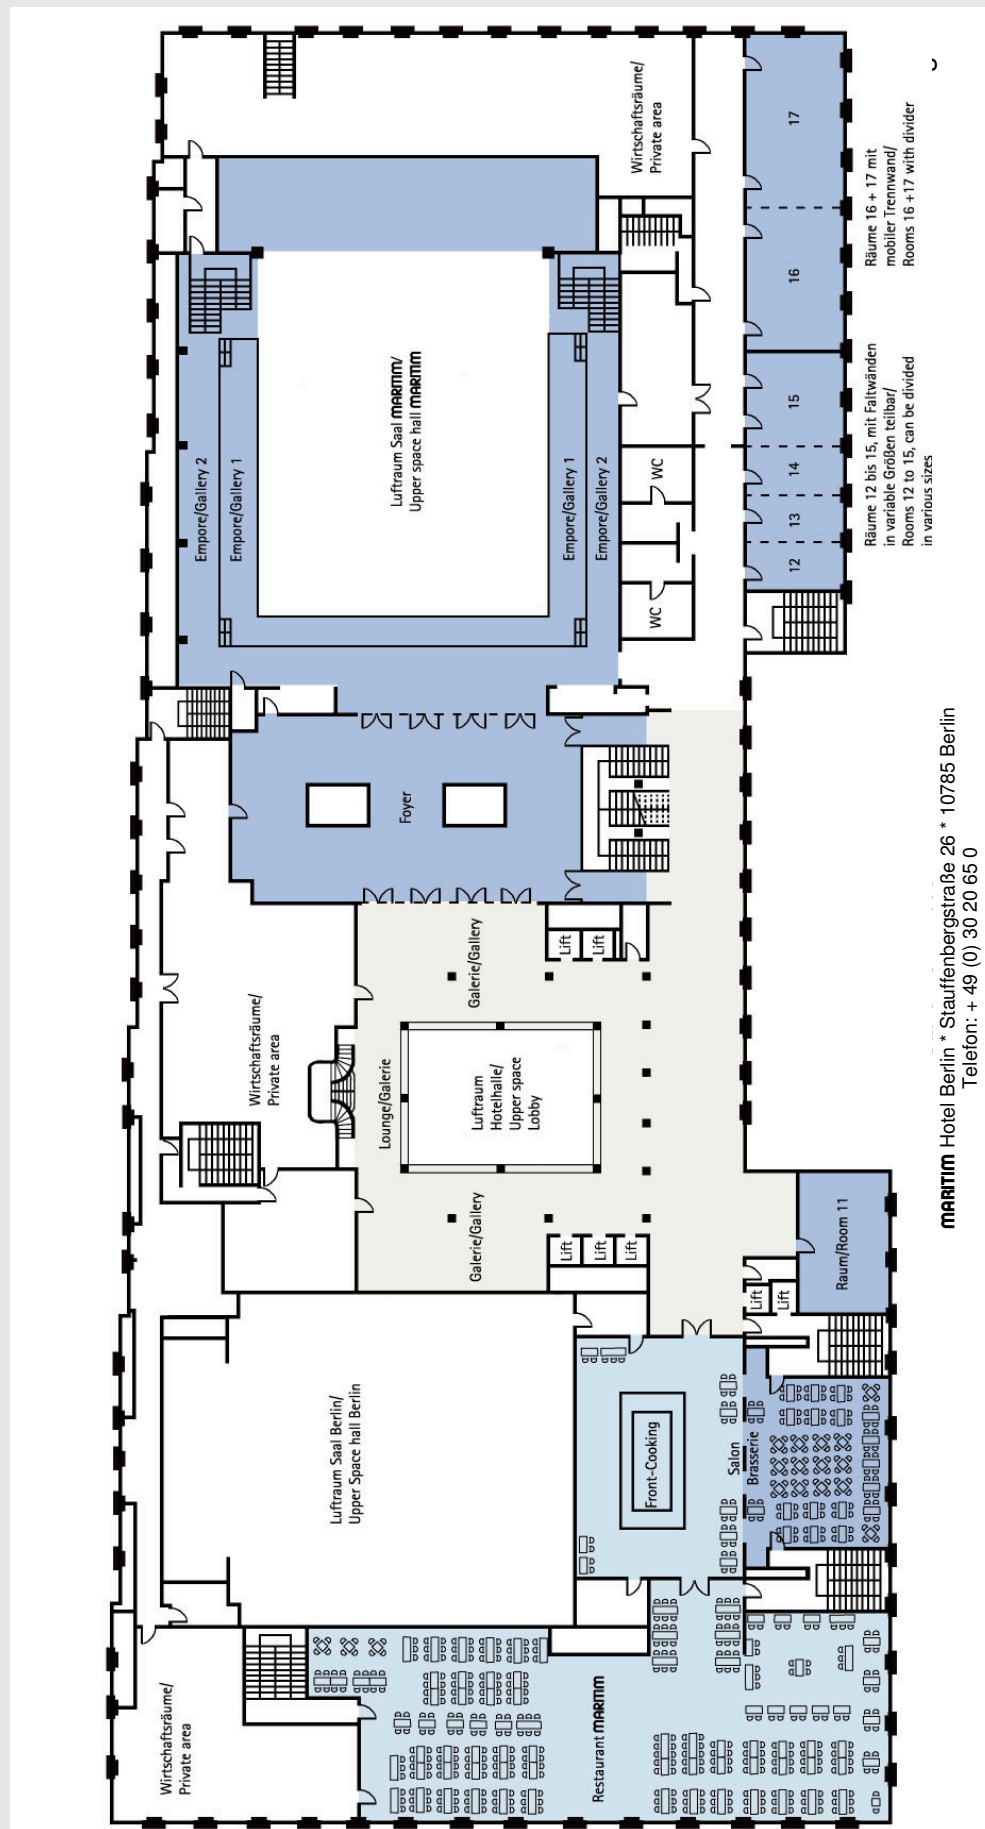 Wirtschaftsräume/
Private area
17
16
15
14
13
12
Räume 16 + 17 mit
mobiler Trennwand/
Rooms 16 +17 with divider
Räume 12 bis 15, mit Faltwänden
in variable Größen teilbar/
Rooms 12 to 15, can be divided
in various sizes
Luftraum Saal MARITIM/
Upper space hall MARITIM
Empore/Gallery 2
Empore/Gallery 1
Empore/Gallery 1
Empore/Gallery 2
WC
WC
Foyer
Wirtschaftsräume/
Private area
Lounge/Galerie
Galerie/Gallery
Lift
Lift
Luftraum
Hotelhalle/
Upper space
Lobby
Galerie/Gallery
Lift
Lift
Lift
Lift
Lift
Raum/Room 11
Luftraum Saal Berlin/
Upper Space hall Berlin
Front-Cooking
Salon
Brasserie
Wirtschaftsräume/
Private area
Restaurant MARITIM
MARITIM Hotel Berlin * Stauffenbergstraße 26 * 10785 Berlin
Telefon: + 49 (0) 30 20 65 0